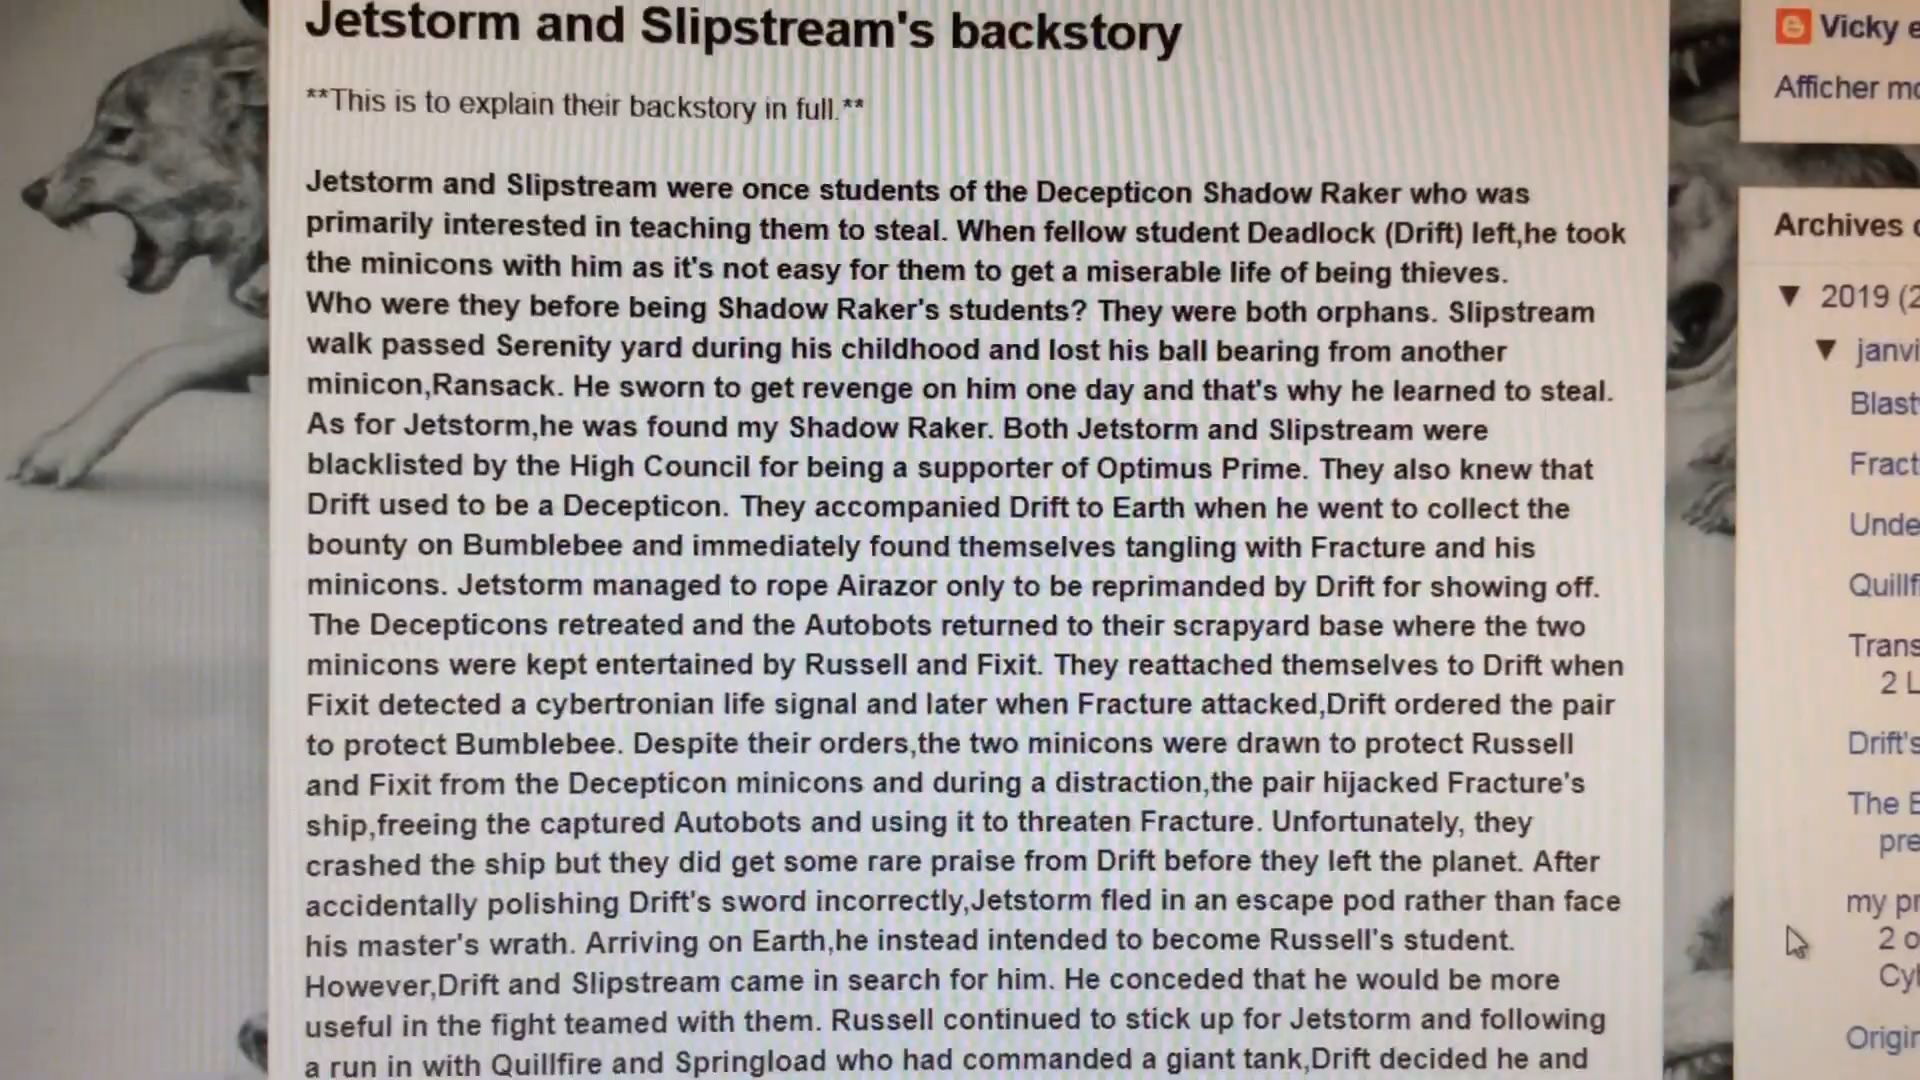 Jetstorm and Slipstream's backstory
**This is to explain their backstory in full.**
Jetstorm and Slipstream were once students of the Decepticon Shadow Raker who was
primarily interested in teaching them to steal. When fellow student Deadlock (Drift) left,he took
the minicons with him as it's not easy for them to get a miserable life of being thieves.
Who were they before being Shadow Raker's students? They were both orphans. Slipstream
walk passed Serenity yard during his childhood and lost his ball bearing from another
minicon,Ransack. He sworn to get revenge on him one day and that's why he learned to steal.
As for Jetstorm,he was found my Shadow Raker. Both Jetstorm and Slipstream were
blacklisted by the High Council for being a supporter of Optimus Prime. They also knew that
Drift used to be a Decepticon. They accompanied Drift to Earth when he went to collect the
bounty on Bumblebee and immediately found themselves tangling with Fracture and his
minicons. Jetstorm managed to rope Airazor only to be reprimanded by Drift for showing off.
The Decepticons retreated and the Autobots returned to their scrapyard base where the two
minicons were kept entertained by Russell and Fixit. They reattached themselves to Drift when
Fixit detected a cybertronian life signal and later when Fracture attacked,Drift ordered the pair
to protect Bumblebee. Despite their orders,the two minicons were drawn to protect Russell
and Fixit from the Decepticon minicons and during a distraction,the pair hijacked Fracture's
ship,freeing the captured Autobots and using it to threaten Fracture. Unfortunately, they
crashed the ship but they did get some rare praise from Drift before they left the planet. After
accidentally polishing Drift's sword incorrectly,Jetstorm fled in an escape pod rather than face
his master's wrath. Arriving on Earth,he instead intended to become Russell's student.
However,Drift and Slipstream came in search for him. He conceded that he would be more
useful in the fight teamed with them. Russell continued to stick up for Jetstorm and following
a run in with Quillfire and Springload who had commanded a giant tank,Drift decided he and
Vicky e
Afficher mo
Archives
▼ 2019 (2
▼ janvi
Blast
Fract
Unde
Quillf
Trans
2 L
Drift's
The
pre
my pr
2 o
Cyl
Origin